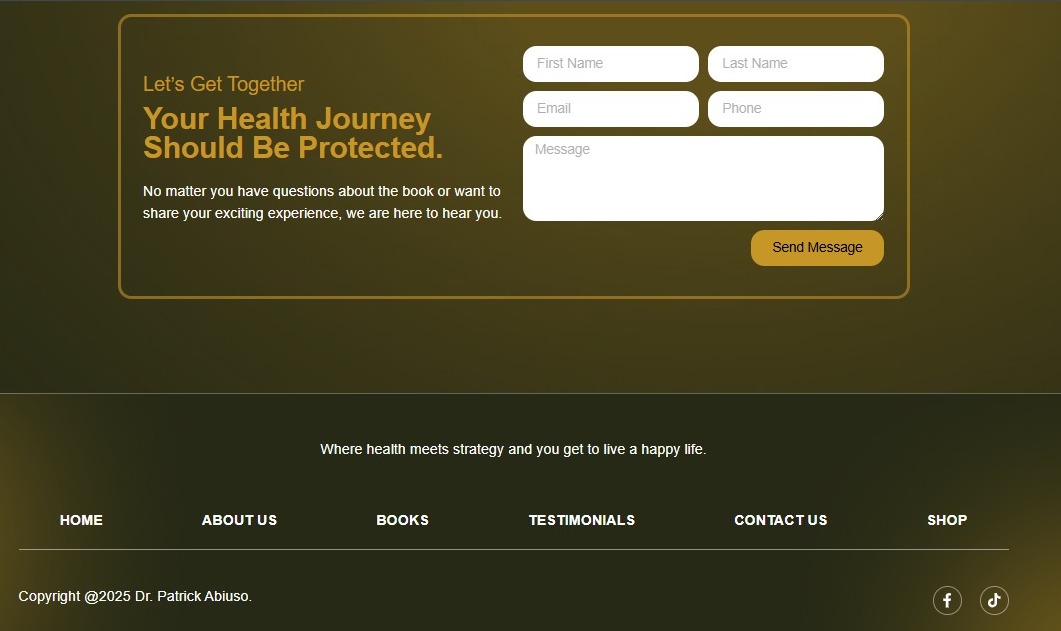 Let’s Get Together
Your Health Journey
Should Be Protected.
No matter you have questions about the book or want to
share your exciting experience, we are here to hear you.
First Name
Last Name
Email
Phone
Message
Send Message
Where health meets strategy and you get to live a happy life.
HOME ABOUT US BOOKS TESTIMONIALS CONTACT US SHOP
Copyright @2025 Dr. Patrick Abiuso.